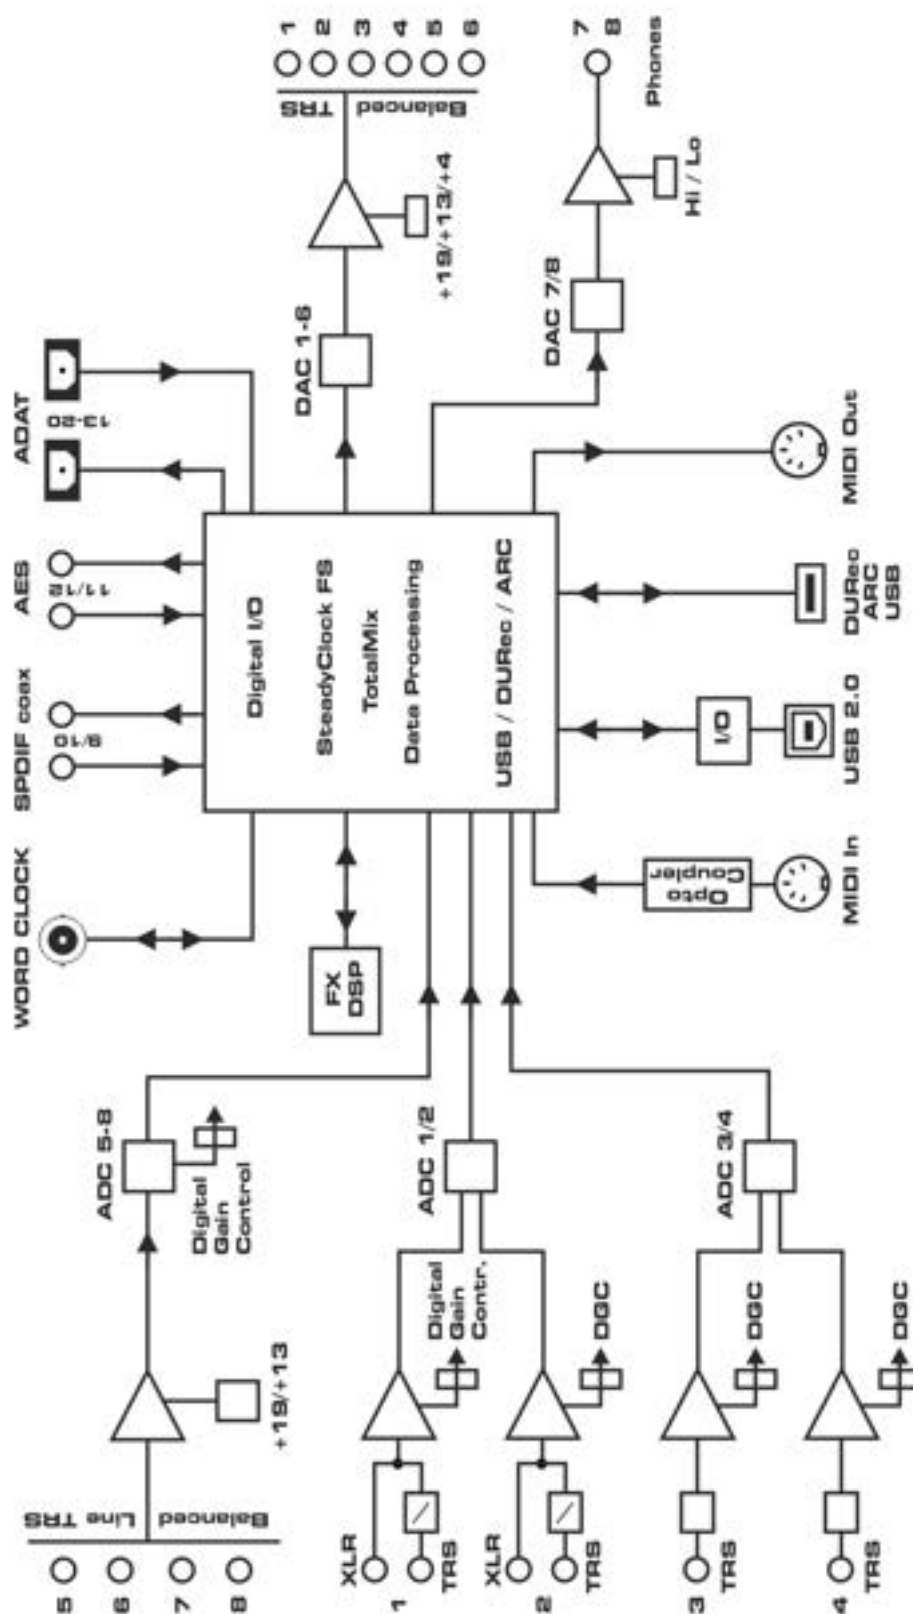 WORD CLOCK
SPDIF coax
9/10
AES
11/12
ADAT
13-20
Balanced
Line TRS
5
6
7
8
+19/+13
ADC 5-8
Digital
Gain
Control
FX
DSP
Digital I/O
SteadyClock FS
TotalMix
Data Processing
USB / DURec / ARC
DAC 1-6
+19/+13/+4
Balanced
TRS
1
2
3
4
5
6
DAC 7/8
Hi / Lo
7
8
Phones
XLR
1
TRS
Digital
Gain
Contr.
XLR
2
TRS
DGC
ADC 1/2
3
TRS
DGC
4
TRS
DGC
ADC 3/4
Opto
Coupler
MIDI In
I/O
USB 2.0
DURec
ARC
USB
MIDI Out